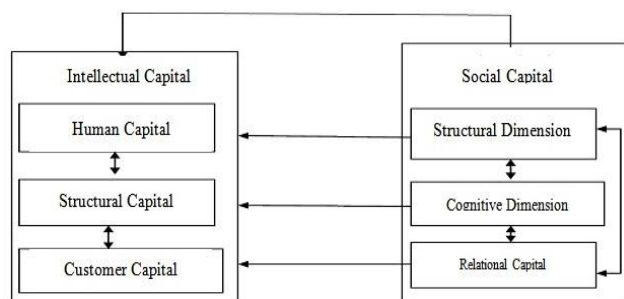 Intellectual Capital
Human Capital
Structural Capital
Customer Capital
Social Capital
Structural Dimension
Cognitive Dimension
Relational Capital